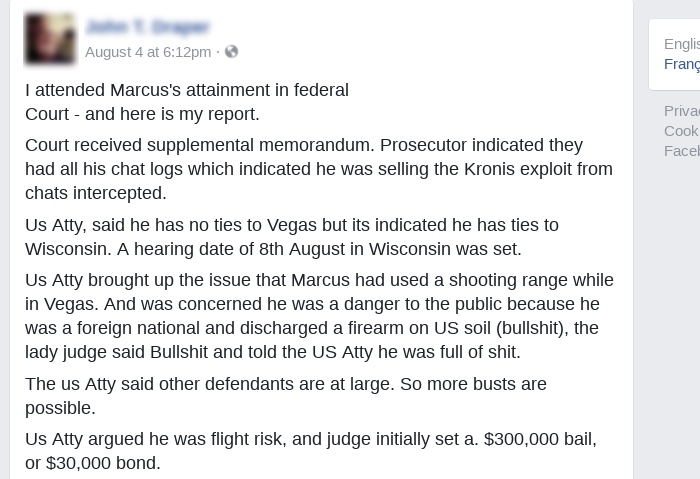 John T. Draper
August 4 at 6:12pm ·
I attended Marcus's attainment in federal
Court - and here is my report.
Court received supplemental memorandum. Prosecutor indicated they
had all his chat logs which indicated he was selling the Kronis exploit from
chats intercepted.
Us Atty, said he has no ties to Vegas but its indicated he has ties to
Wisconsin. A hearing date of 8th August in Wisconsin was set.
Us Atty brought up the issue that Marcus had used a shooting range while
in Vegas. And was concerned he was a danger to the public because he
was a foreign national and discharged a firearm on US soil (bullshit), the
lady judge said Bullshit and told the US Atty he was full of shit.
The us Atty said other defendants are at large. So more busts are
possible.
Us Atty argued he was flight risk, and judge initially set a. $300,000 bail,
or $30,000 bond.
Englis
Franç
Priva
Cook
Faceb